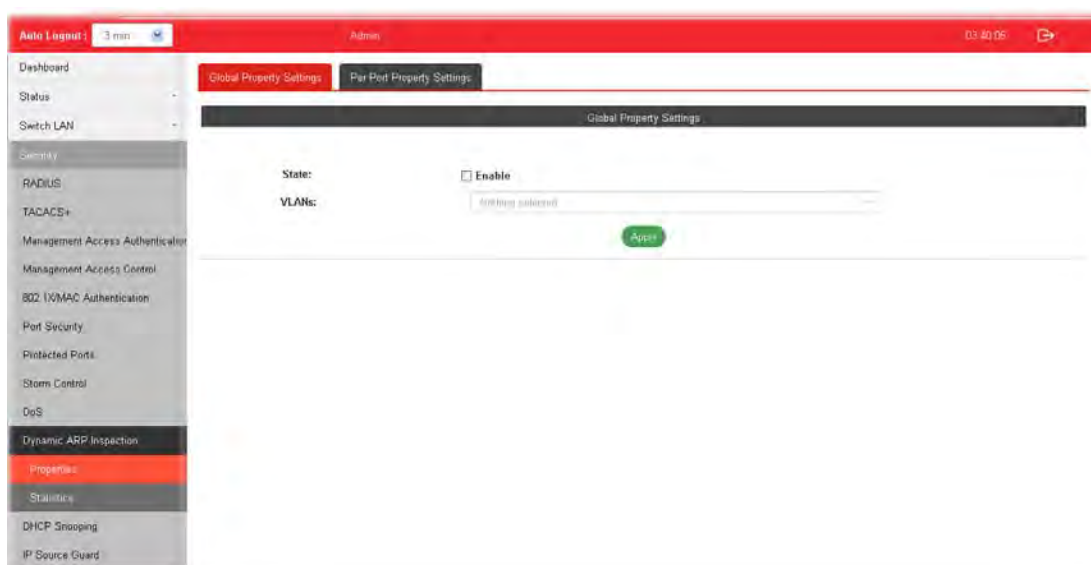 Auto Logout: 3 min Admin 03:40:09
Dashboard
Status
Switch LAN
Security
RADIUS
TACACS+
Management Access Authentication
Management Access Control
802.1X/MAC Authentication
Port Security
Protected Ports
Storm Control
DoS
Dynamic ARP Inspection
Properties
Statistics
DHCP Snooping
IP Source Guard
Global Property Settings Per Port Property Settings
Global Property Settings
State: Enable
VLANs: Nothing selected
Apply